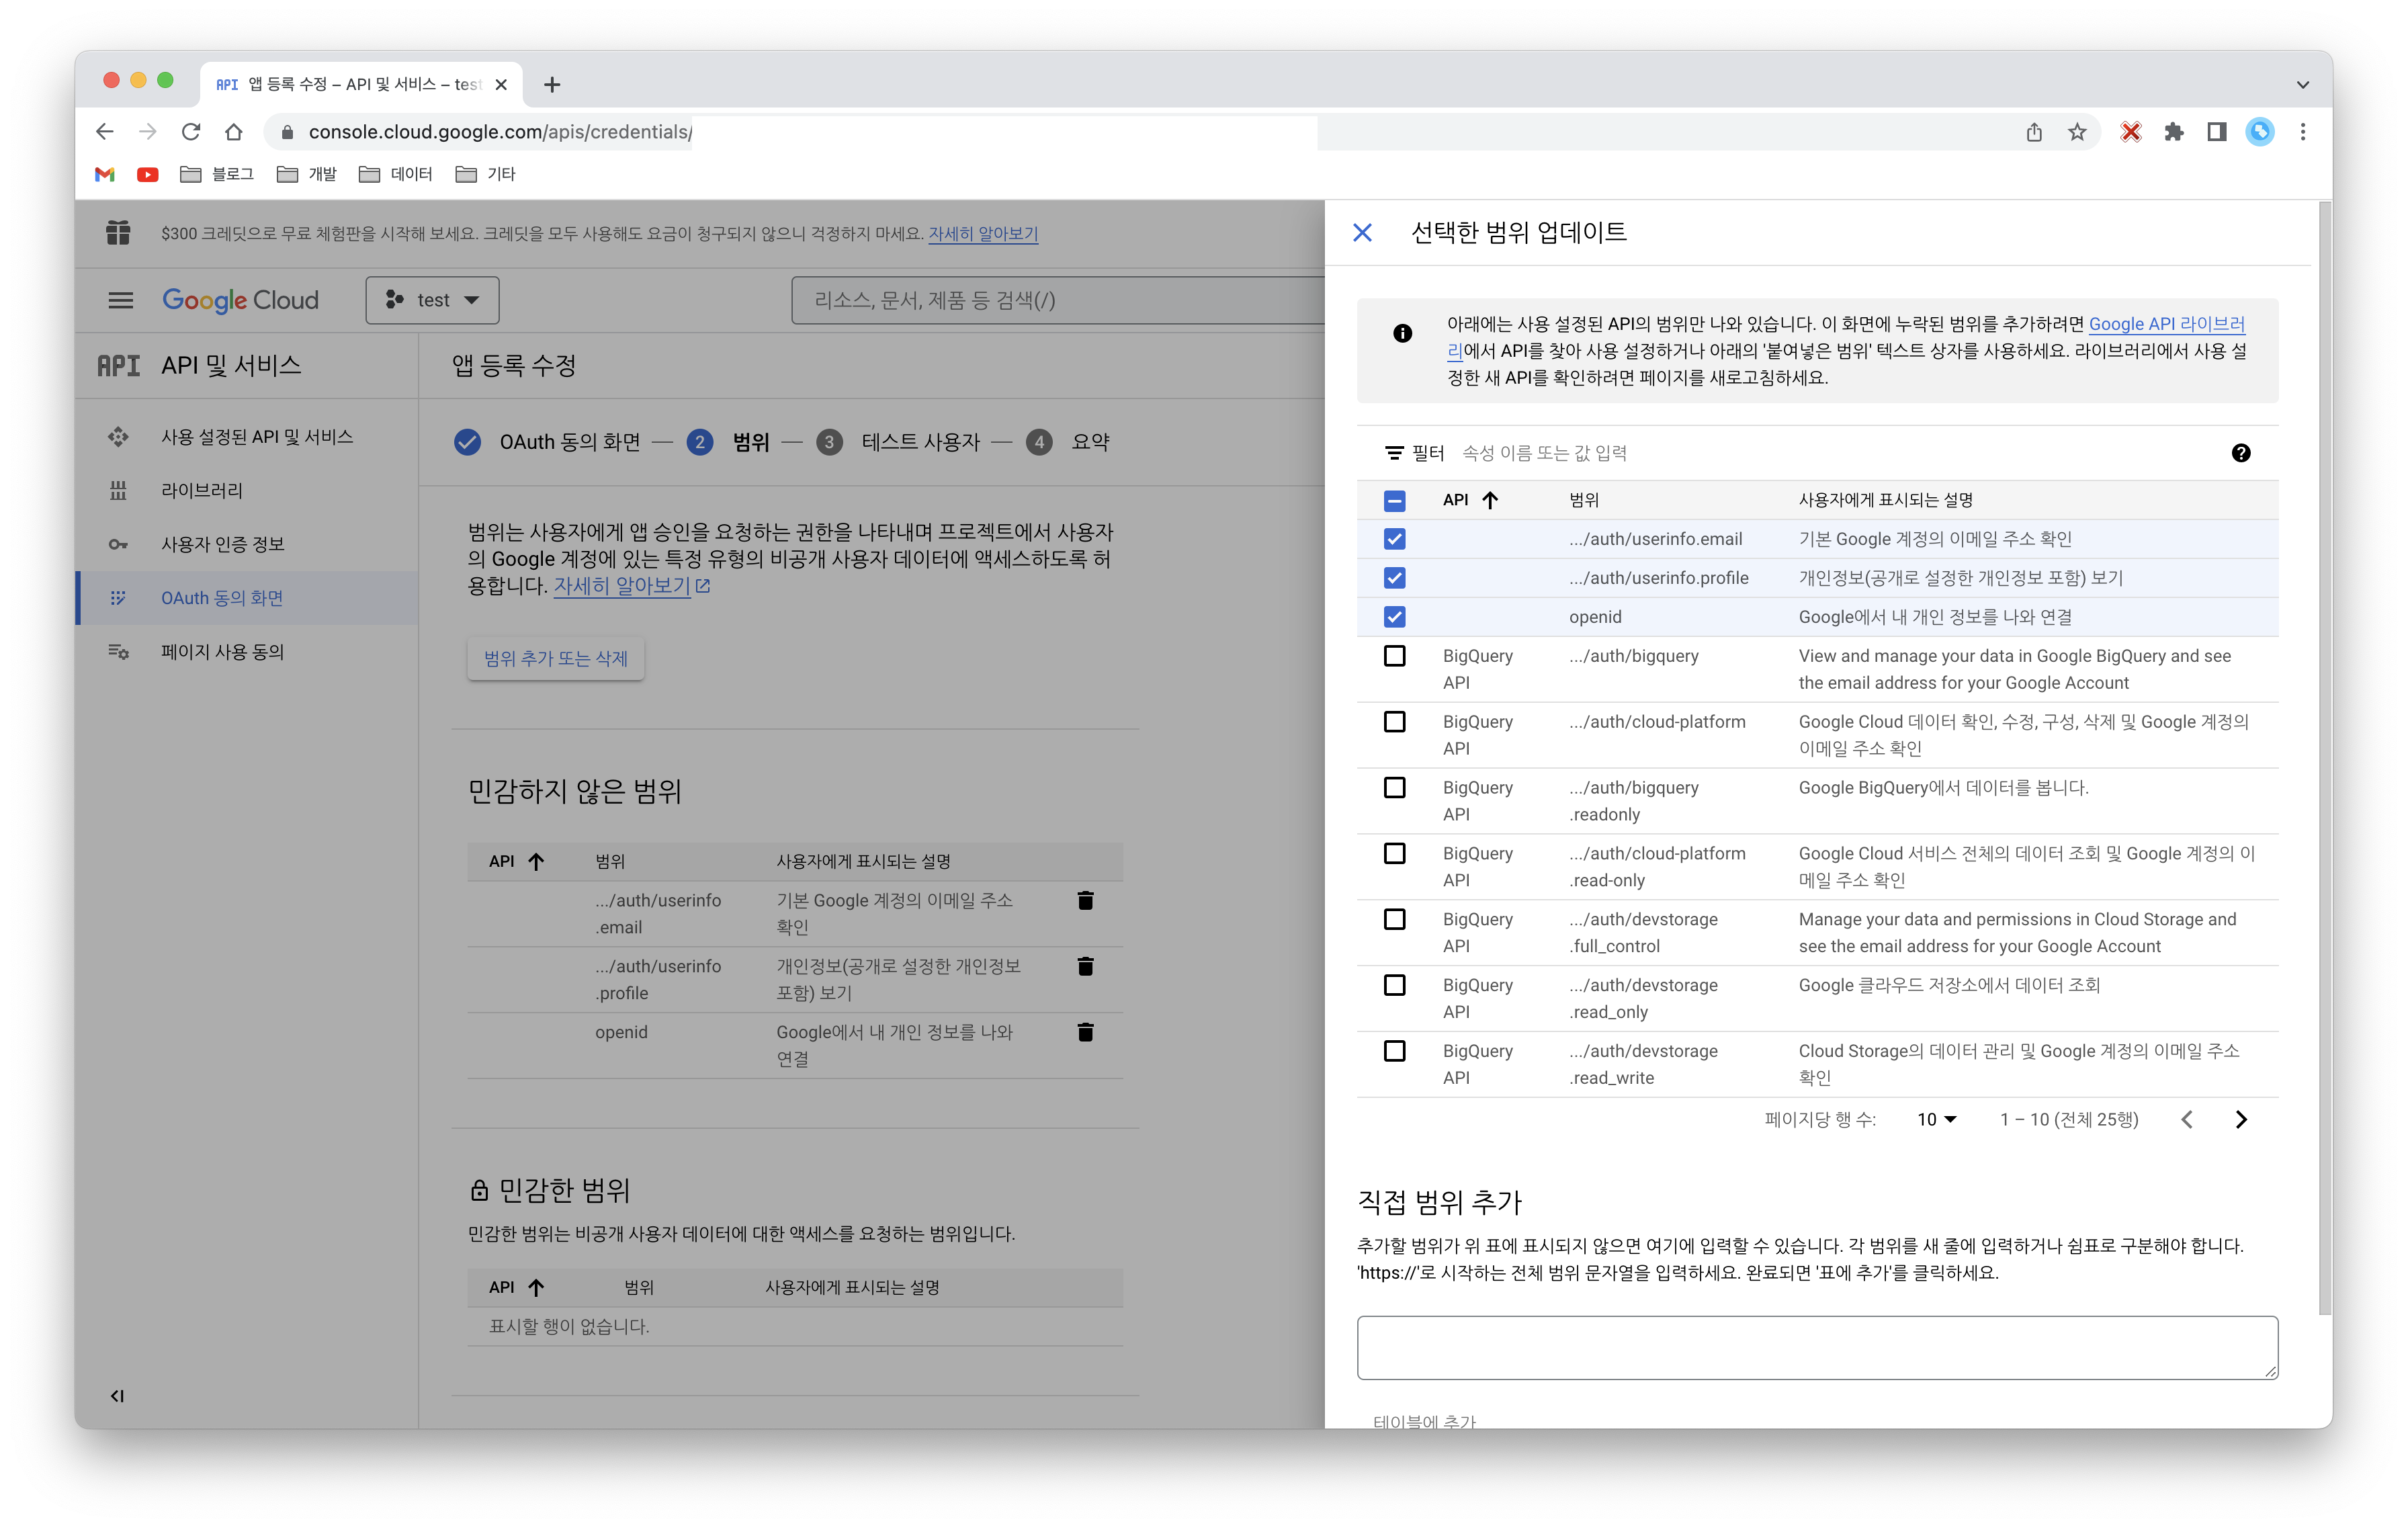 API 앱 등록 수정 – API 및 서비스 – test
console.cloud.google.com/apis/credentials/
블로그 개발 데이터 기타
$300 크레딧으로 무료 체험판을 시작해 보세요. 크레딧을 모두 사용해도 요금이 청구되지 않으니 걱정하지 마세요. 자세히 알아보기
Google Cloud test 리소스, 문서, 제품 등 검색(/)
API API 및 서비스
사용 설정된 API 및 서비스
라이브러리
사용자 인증 정보
OAuth 동의 화면
페이지 사용 동의
앱 등록 수정
OAuth 동의 화면 — 2 범위 — 3 테스트 사용자 — 4 요약
범위는 사용자에게 앱 승인을 요청하는 권한을 나타내며 프로젝트에서 사용자
의 Google 계정에 있는 특정 유형의 비공개 사용자 데이터에 액세스하도록 허
용합니다. 자세히 알아보기
범위 추가 또는 삭제
민감하지 않은 범위
API 범위 사용자에게 표시되는 설명
.../auth/userinfo 기본 Google 계정의 이메일 주소
.email 확인
.../auth/userinfo 개인정보(공개로 설정한 개인정보
.profile 포함) 보기
openid Google에서 내 개인 정보를 나와
연결
민감한 범위
민감한 범위는 비공개 사용자 데이터에 대한 액세스를 요청하는 범위입니다.
API 범위 사용자에게 표시되는 설명
표시할 행이 없습니다.
선택한 범위 업데이트
아래에는 사용 설정된 API의 범위만 나와 있습니다. 이 화면에 누락된 범위를 추가하려면 Google API 라이브러
리에서 API를 찾아 사용 설정하거나 아래의 '붙여넣은 범위' 텍스트 상자를 사용하세요. 라이브러리에서 사용 설
정한 새 API를 확인하려면 페이지를 새로고침하세요.
필터 속성 이름 또는 값 입력
API 범위 사용자에게 표시되는 설명
.../auth/userinfo.email 기본 Google 계정의 이메일 주소 확인
.../auth/userinfo.profile 개인정보(공개로 설정한 개인정보 포함) 보기
openid Google에서 내 개인 정보를 나와 연결
BigQuery .../auth/bigquery View and manage your data in Google BigQuery and see
API the email address for your Google Account
BigQuery .../auth/cloud-platform Google Cloud 데이터 확인, 수정, 구성, 삭제 및 Google 계정의
API 이메일 주소 확인
BigQuery .../auth/bigquery Google BigQuery에서 데이터를 봅니다.
API .readonly
BigQuery .../auth/cloud-platform Google Cloud 서비스 전체의 데이터 조회 및 Google 계정의 이
API .read-only 메일 주소 확인
BigQuery .../auth/devstorage Manage your data and permissions in Cloud Storage and
API .full_control see the email address for your Google Account
BigQuery .../auth/devstorage Google 클라우드 저장소에서 데이터 조회
API .read_only
BigQuery .../auth/devstorage Cloud Storage의 데이터 관리 및 Google 계정의 이메일 주소
API .read_write 확인
페이지당 행 수: 10 1 – 10 (전체 25행)
직접 범위 추가
추가할 범위가 위 표에 표시되지 않으면 여기에 입력할 수 있습니다. 각 범위를 새 줄에 입력하거나 쉼표로 구분해야 합니다.
'https://'로 시작하는 전체 범위 문자열을 입력하세요. 완료되면 '표에 추가'를 클릭하세요.
테이블에 추가